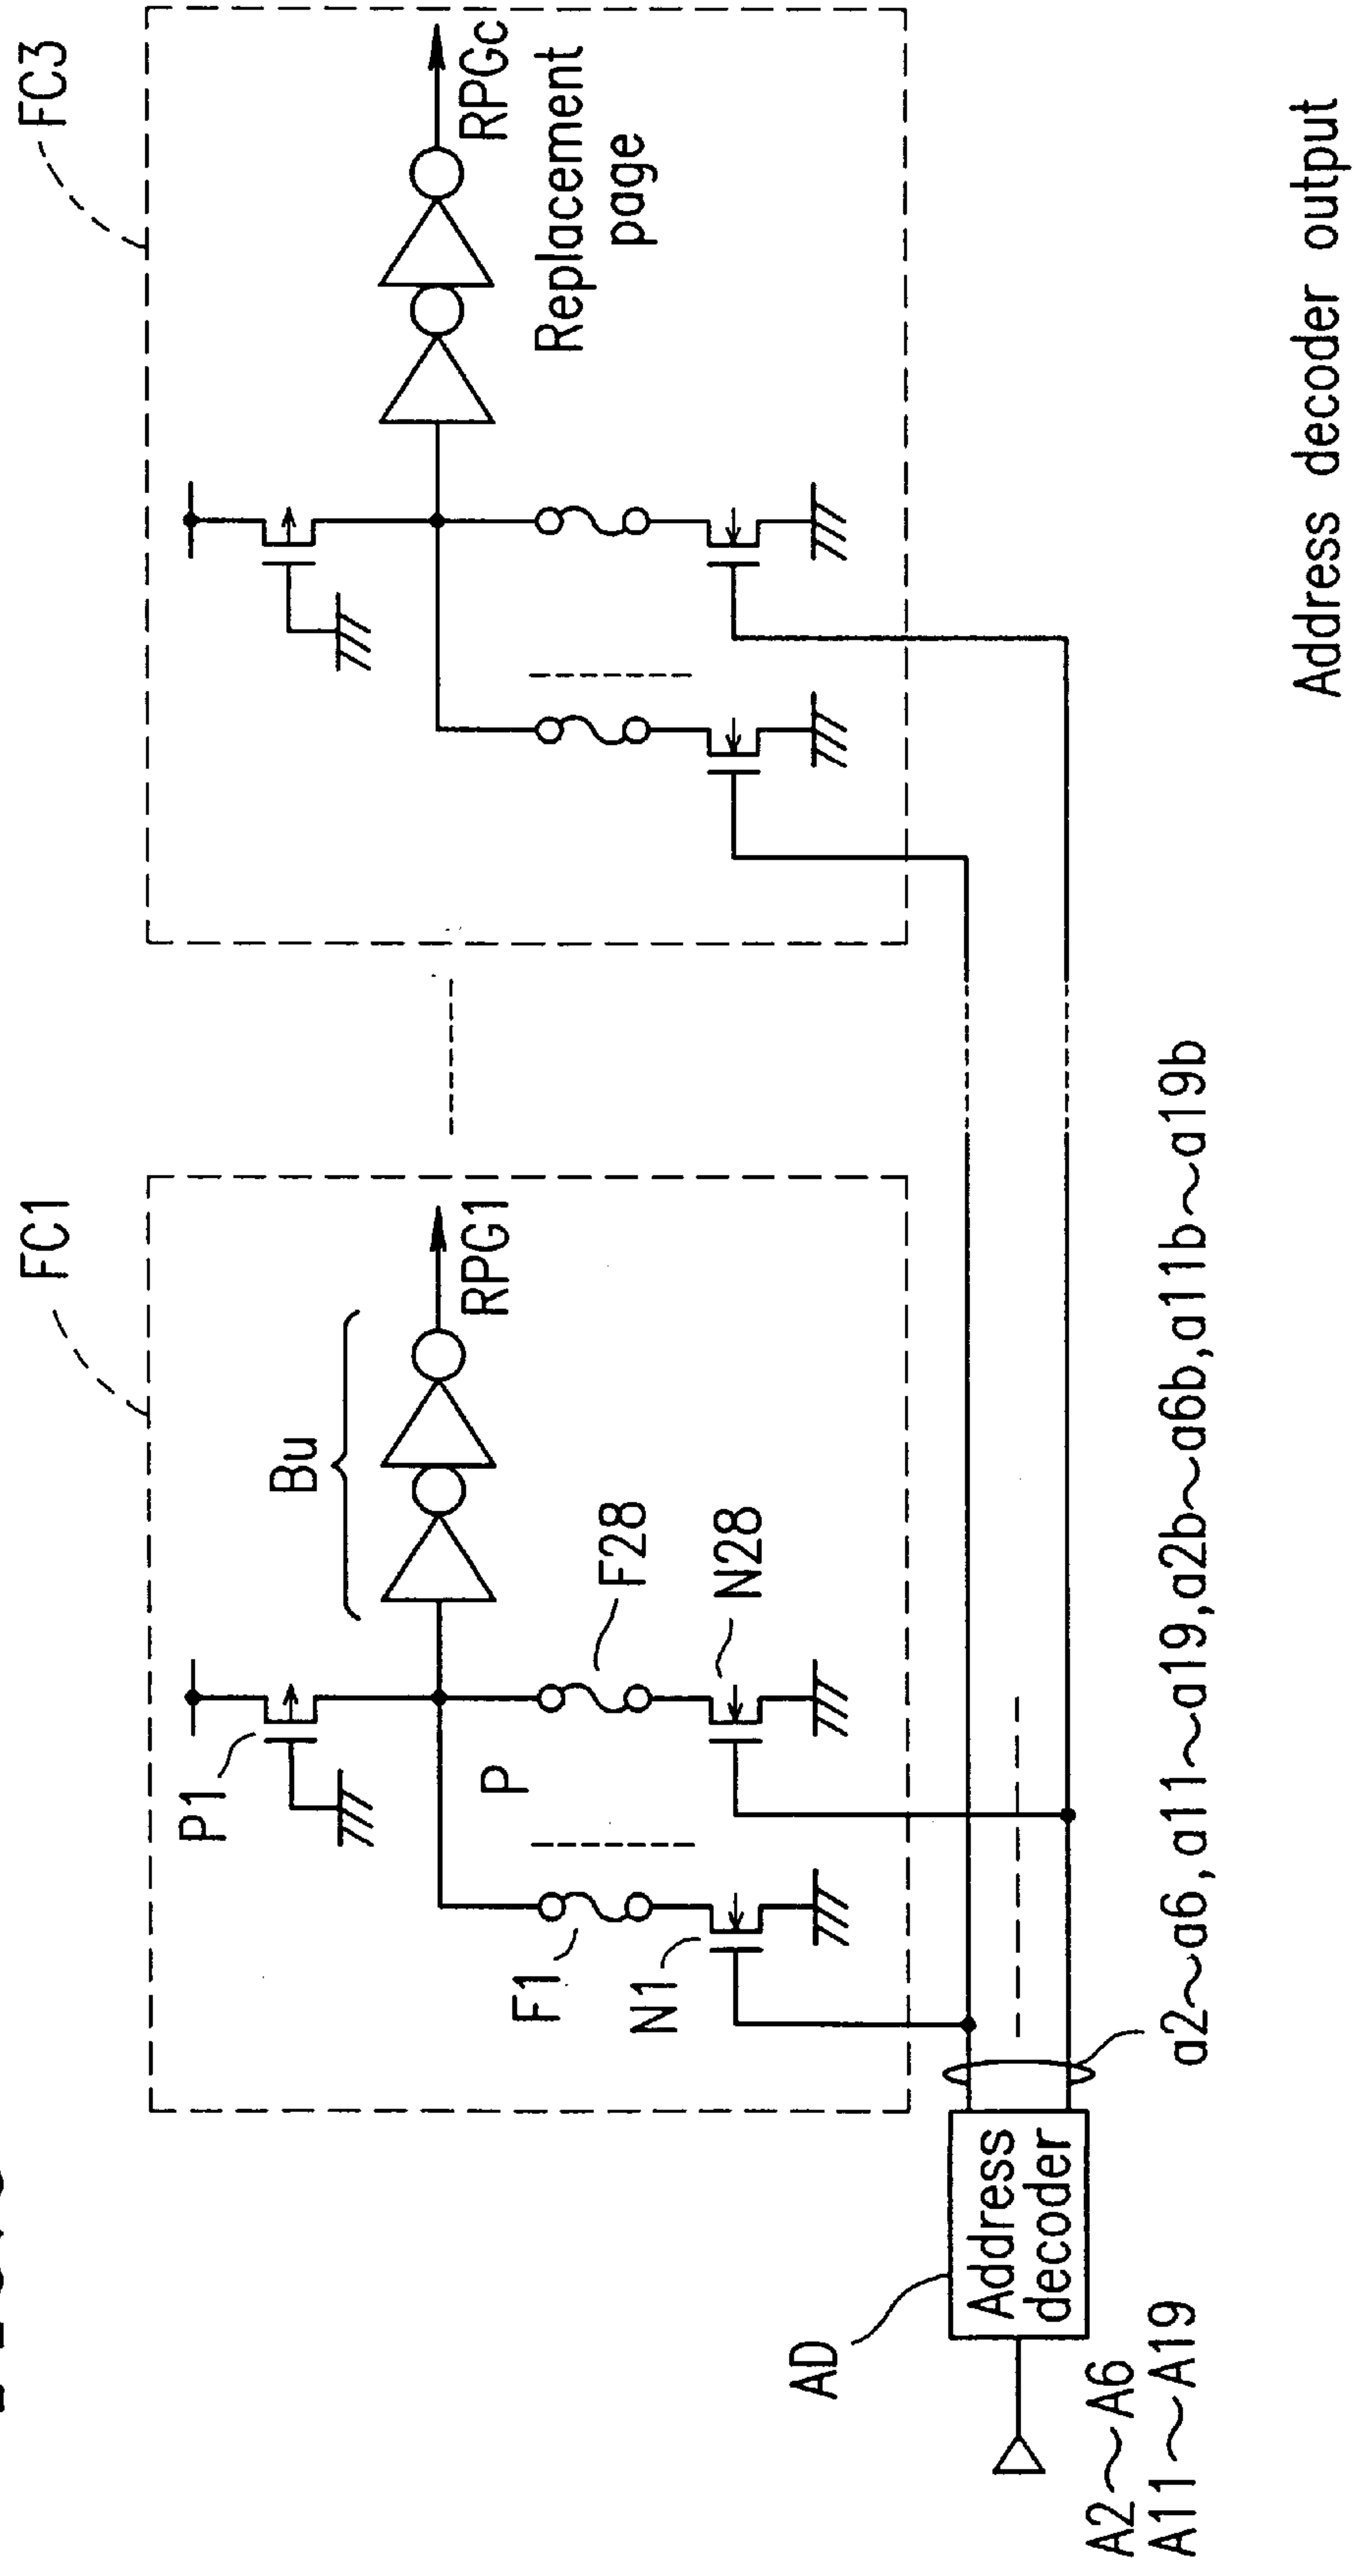 FC1
FC3
P1
Bu
RPG1
RPGc
Replacement
page
P
F1
F28
N1
N28
AD
Address
decoder
A2~A6
A11~A19
a2~a6,a11~a19,a2b~a6b,a11b~a19b
Address decoder output